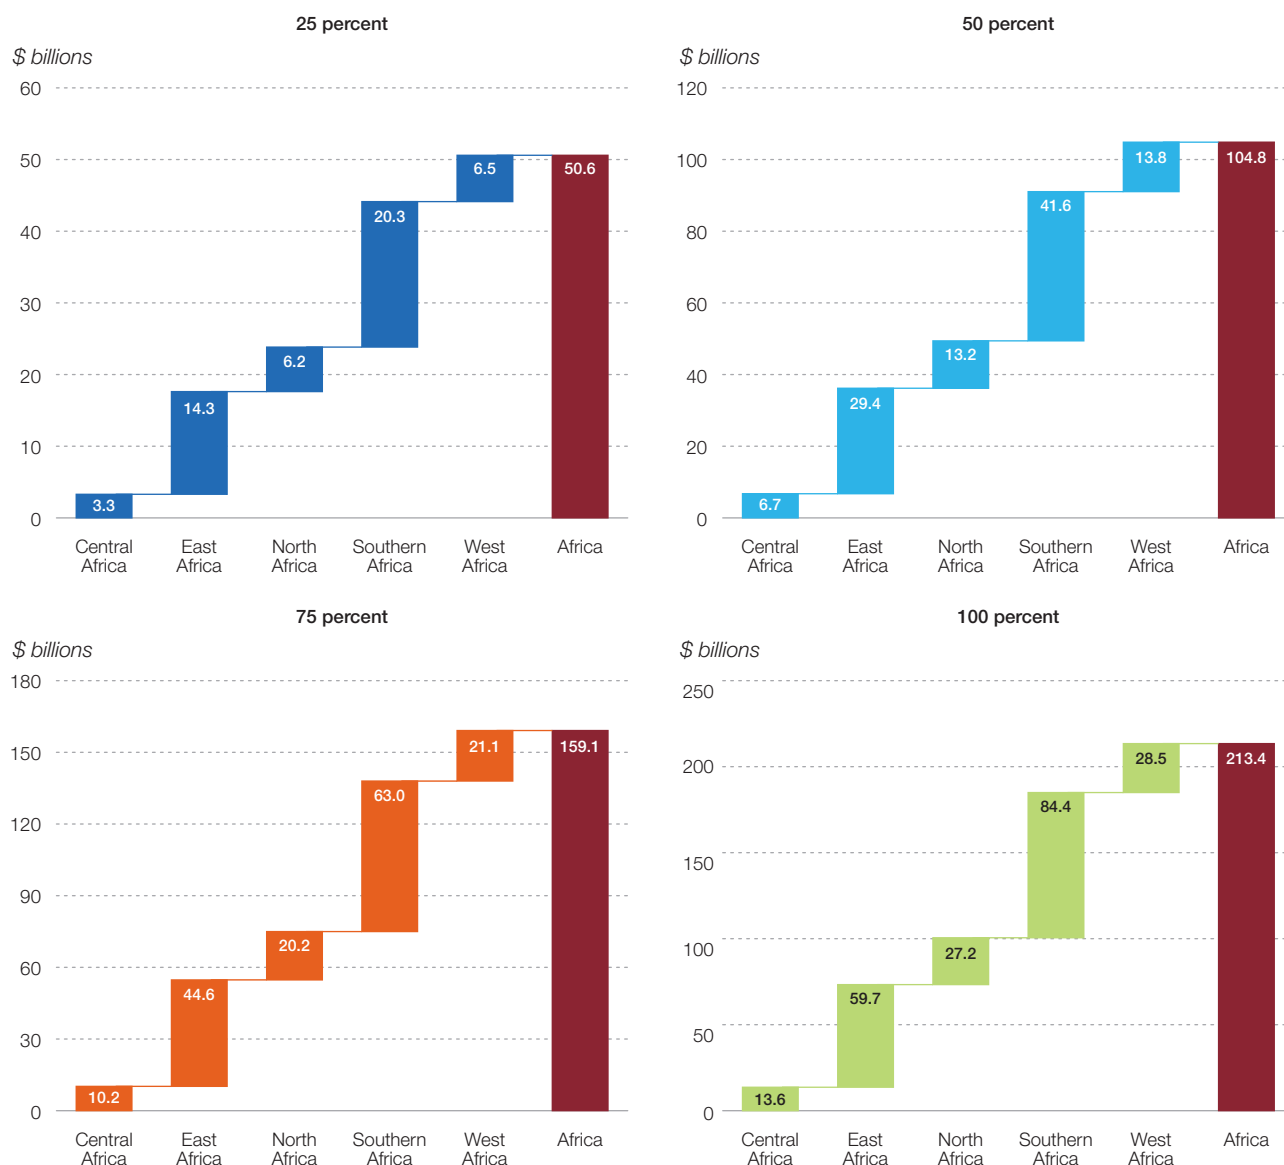 25 percent
$ billions
60
50
40
30
20
10
0
3.3
14.3
6.2
20.3
6.5
50.6
Central
Africa
East
Africa
North
Africa
Southern
Africa
West
Africa
Africa
50 percent
$ billions
120
100
80
60
40
20
0
6.7
29.4
13.2
41.6
13.8
104.8
Central
Africa
East
Africa
North
Africa
Southern
Africa
West
Africa
Africa
75 percent
$ billions
180
150
120
90
60
30
0
10.2
44.6
20.2
63.0
21.1
159.1
Central
Africa
East
Africa
North
Africa
Southern
Africa
West
Africa
Africa
100 percent
$ billions
250
200
150
100
50
0
13.6
59.7
27.2
84.4
28.5
213.4
Central
Africa
East
Africa
North
Africa
Southern
Africa
West
Africa
Africa